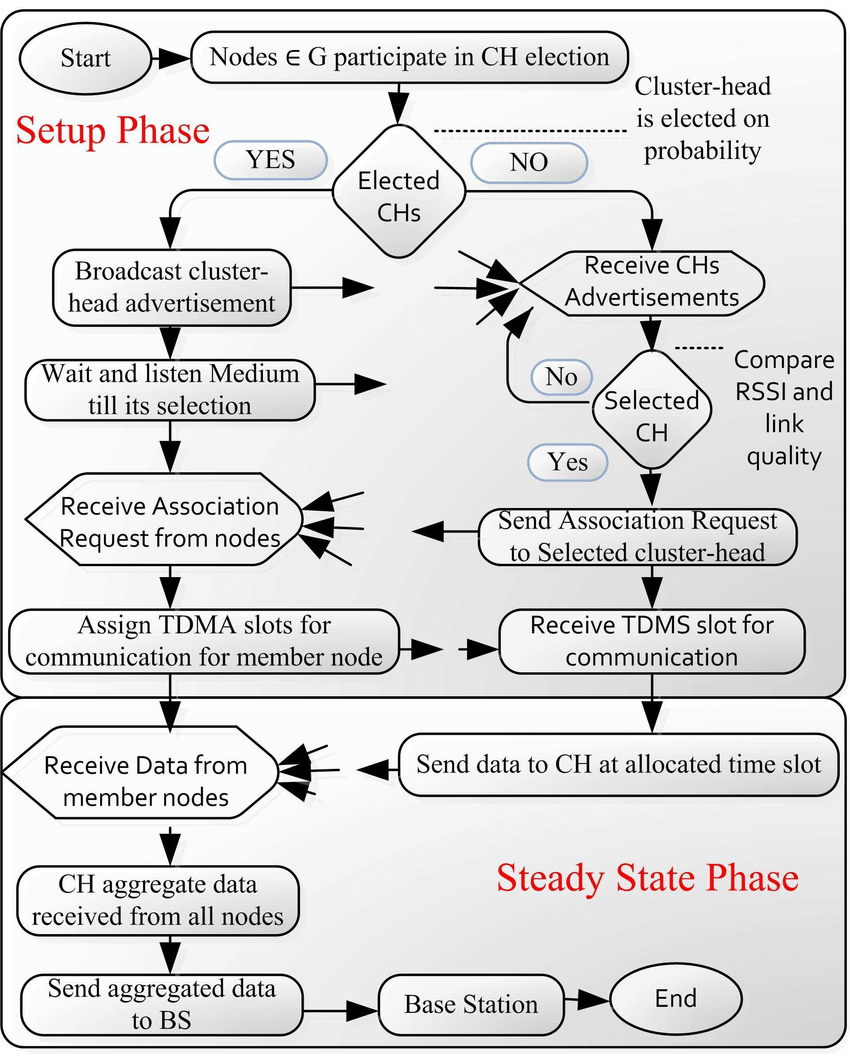 Start
Nodes ∈ G participate in CH election
Cluster-head
is elected on
probability
Setup Phase
YES
NO
Elected
CHs
Broadcast cluster-
head advertisement
Receive CHs
Advertisements
Wait and listen Medium
till its selection
No
Selected
CH
Compare
RSSI and
link
quality
Yes
Receive Association
Request from nodes
Send Association Request
to Selected cluster-head
Assign TDMA slots for
communication for member node
Receive TDMS slot for
communication
Receive Data from
member nodes
Send data to CH at allocated time slot
CH aggregate data
received from all nodes
Steady State Phase
Send aggregated data
to BS
Base Station
End